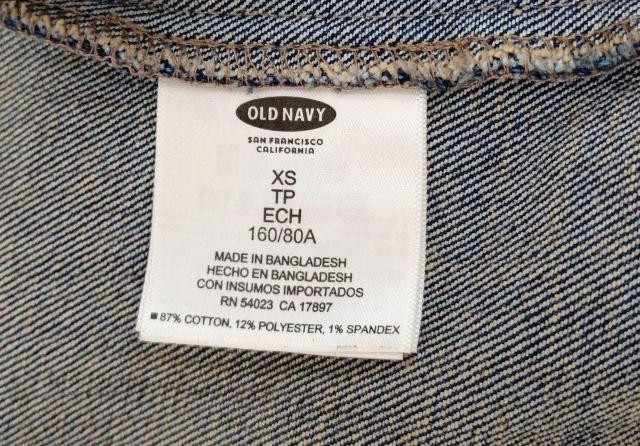 OLD NAVY
SAN FRANCISCO
CALIFORNIA
XS
TP
ECH
160/80A
MADE IN BANGLADESH
HECHO EN BANGLADESH
CON INSUMOS IMPORTADOS
RN 54023 CA 17897
87% COTTON, 12% POLYESTER, 1% SPANDEX